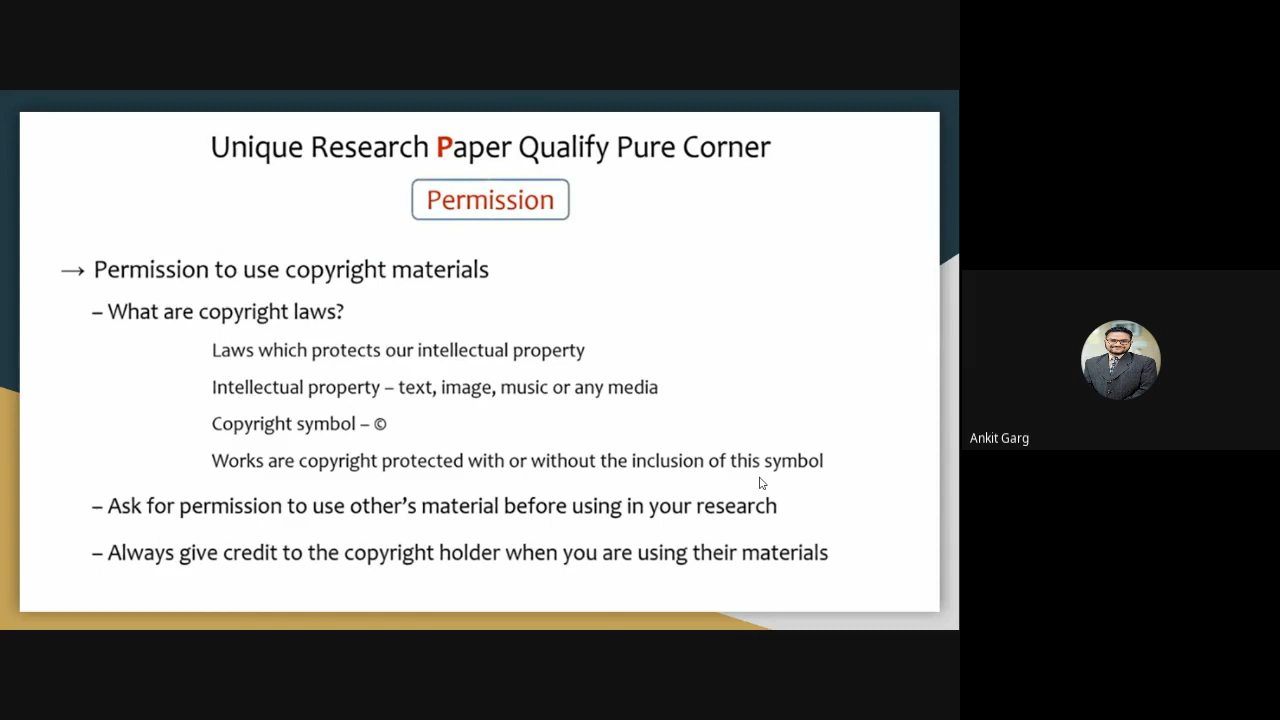 Unique Research Paper Qualify Pure Corner
Permission
→ Permission to use copyright materials
– What are copyright laws?
Laws which protects our intellectual property
Intellectual property – text, image, music or any media
Copyright symbol – ©
Works are copyright protected with or without the inclusion of this symbol
– Ask for permission to use other’s material before using in your research
– Always give credit to the copyright holder when you are using their materials
Ankit Garg